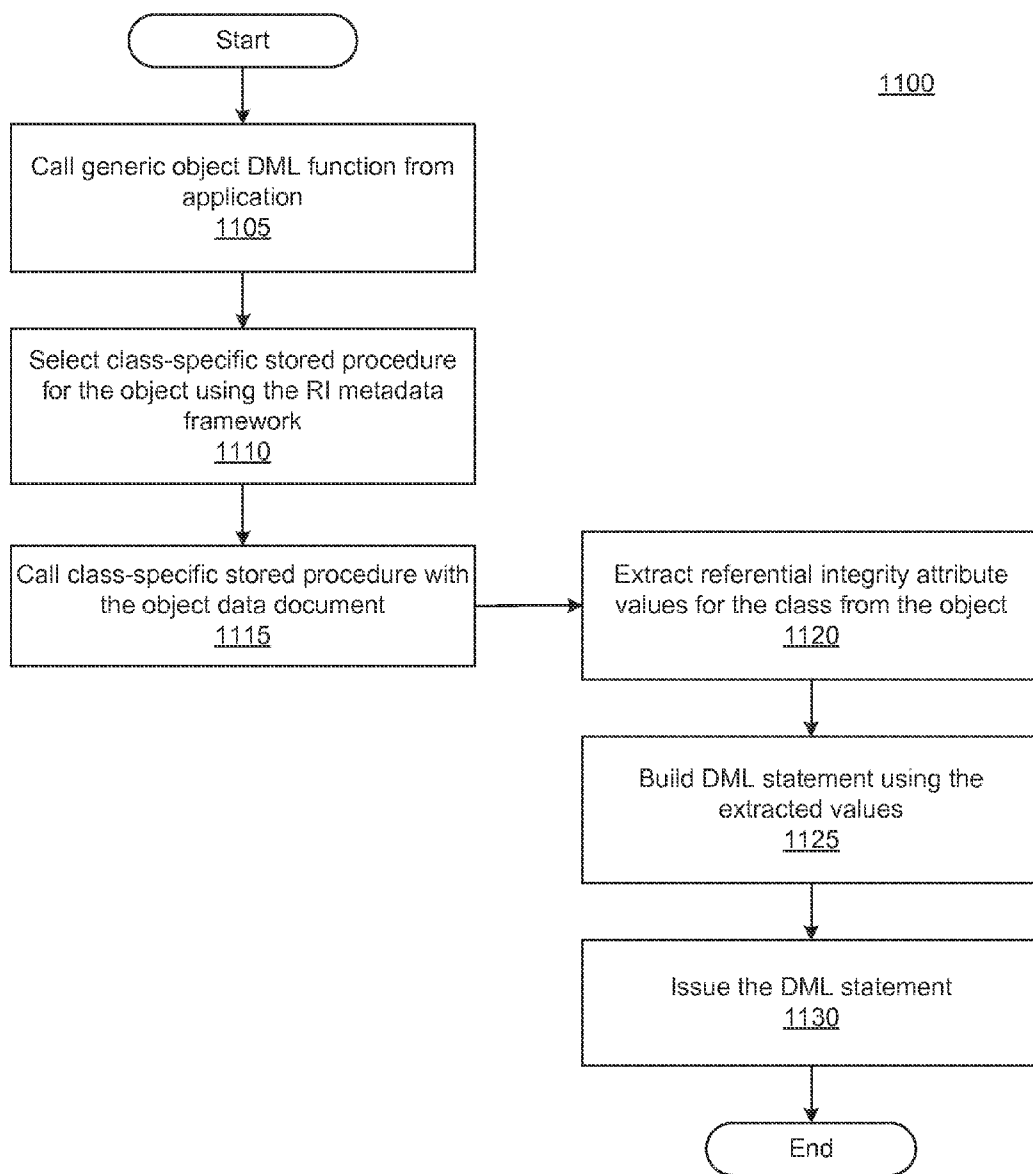 Start
1100
Call generic object DML function from
application
1105
Select class-specific stored procedure
for the object using the RI metadata
framework
1110
Call class-specific stored procedure with
the object data document
1115
Extract referential integrity attribute
values for the class from the object
1120
Build DML statement using the
extracted values
1125
Issue the DML statement
1130
End